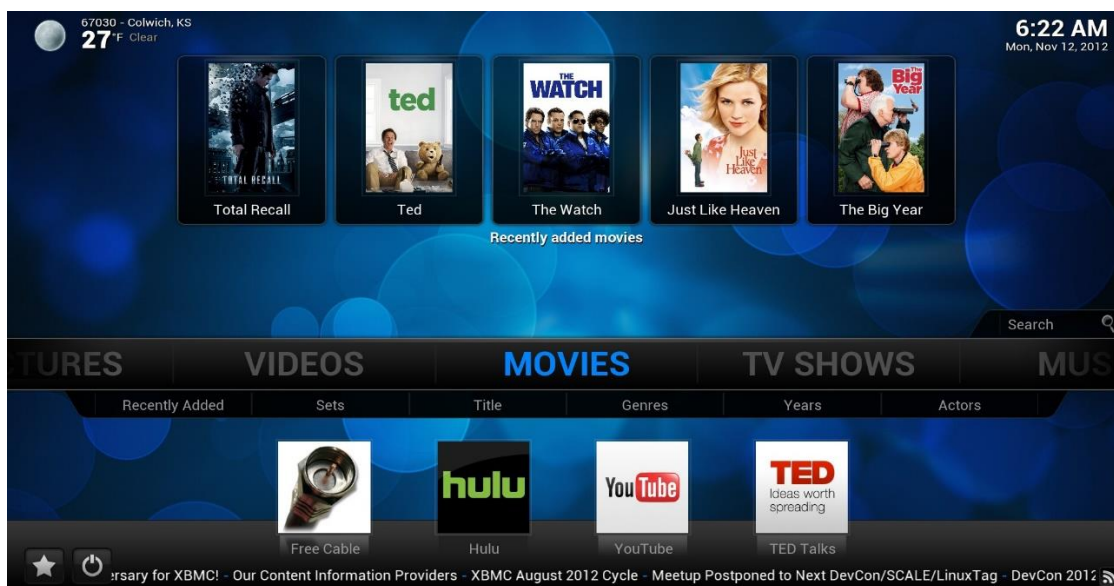 67030 - Colwich, KS
27°F Clear
6:22 AM
Mon, Nov 12, 2012
TOTAL RECALL
ted
THE
WATCH
Just
Like
Heaven
The
Big
Year
Total Recall
Ted
The Watch
Just Like Heaven
The Big Year
Recently added movies
Search
TURES
VIDEOS
MOVIES
TV SHOWS
MUS
Recently Added
Sets
Title
Genres
Years
Actors
hulu
YouTube
TED
Ideas worth
spreading
Free Cable
Hulu
YouTube
TED Talks
ersary for XBMC! - Our Content Information Providers - XBMC August 2012 Cycle - Meetup Postponed to Next DevCon/SCALE/LinuxTag - DevCon 2012